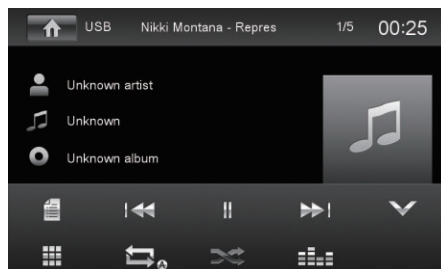 USB Nikki Montana - Repres 1/5 00:25
Unknown artist
Unknown
Unknown album